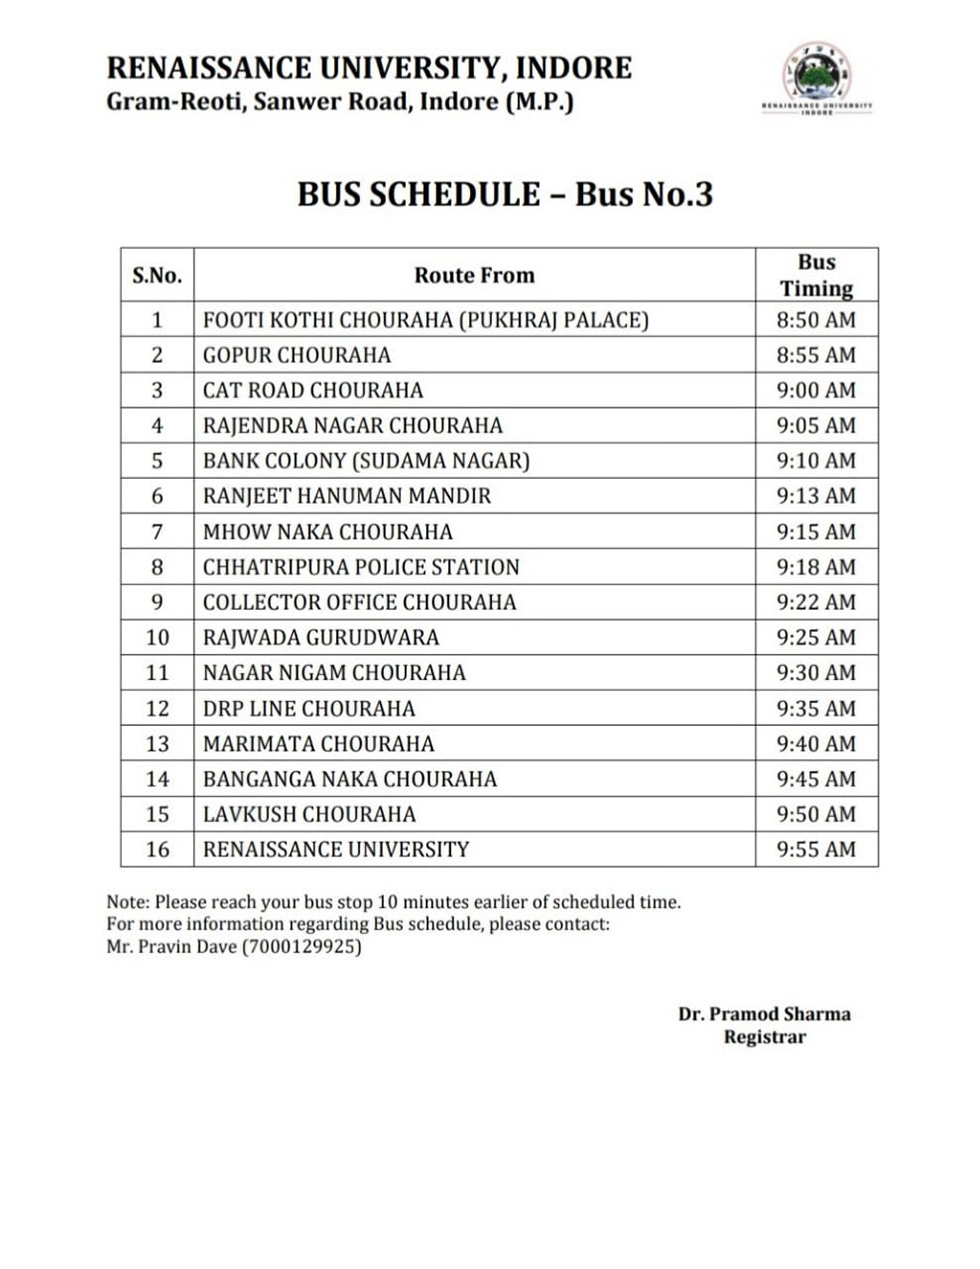 RENAISSANCE UNIVERSITY, INDORE
Gram-Reoti, Sanwer Road, Indore (M.P.)
RENAISSANCE UNIVERSITY
INDORE
BUS SCHEDULE – Bus No.3
S.No. Route From Bus Timing
1 FOOTI KOTHI CHOURAHA (PUKHRAJ PALACE) 8:50 AM
2 GOPUR CHOURAHA 8:55 AM
3 CAT ROAD CHOURAHA 9:00 AM
4 RAJENDRA NAGAR CHOURAHA 9:05 AM
5 BANK COLONY (SUDAMA NAGAR) 9:10 AM
6 RANJEET HANUMAN MANDIR 9:13 AM
7 MHOW NAKA CHOURAHA 9:15 AM
8 CHHATRIPURA POLICE STATION 9:18 AM
9 COLLECTOR OFFICE CHOURAHA 9:22 AM
10 RAJWADA GURUDWARA 9:25 AM
11 NAGAR NIGAM CHOURAHA 9:30 AM
12 DRP LINE CHOURAHA 9:35 AM
13 MARIMATA CHOURAHA 9:40 AM
14 BANGANGA NAKA CHOURAHA 9:45 AM
15 LAVKUSH CHOURAHA 9:50 AM
16 RENAISSANCE UNIVERSITY 9:55 AM
Note: Please reach your bus stop 10 minutes earlier of scheduled time.
For more information regarding Bus schedule, please contact:
Mr. Pravin Dave (7000129925)
Dr. Pramod Sharma
Registrar